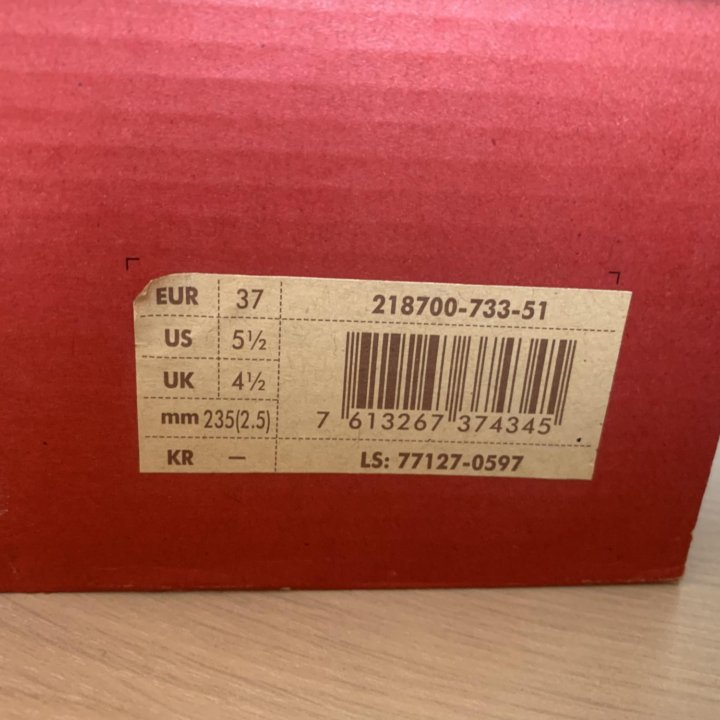 EUR 37 218700-733-51
US 5½
UK 4½
mm 235(2.5) 7 613267 374345
KR – LS: 77127-0597